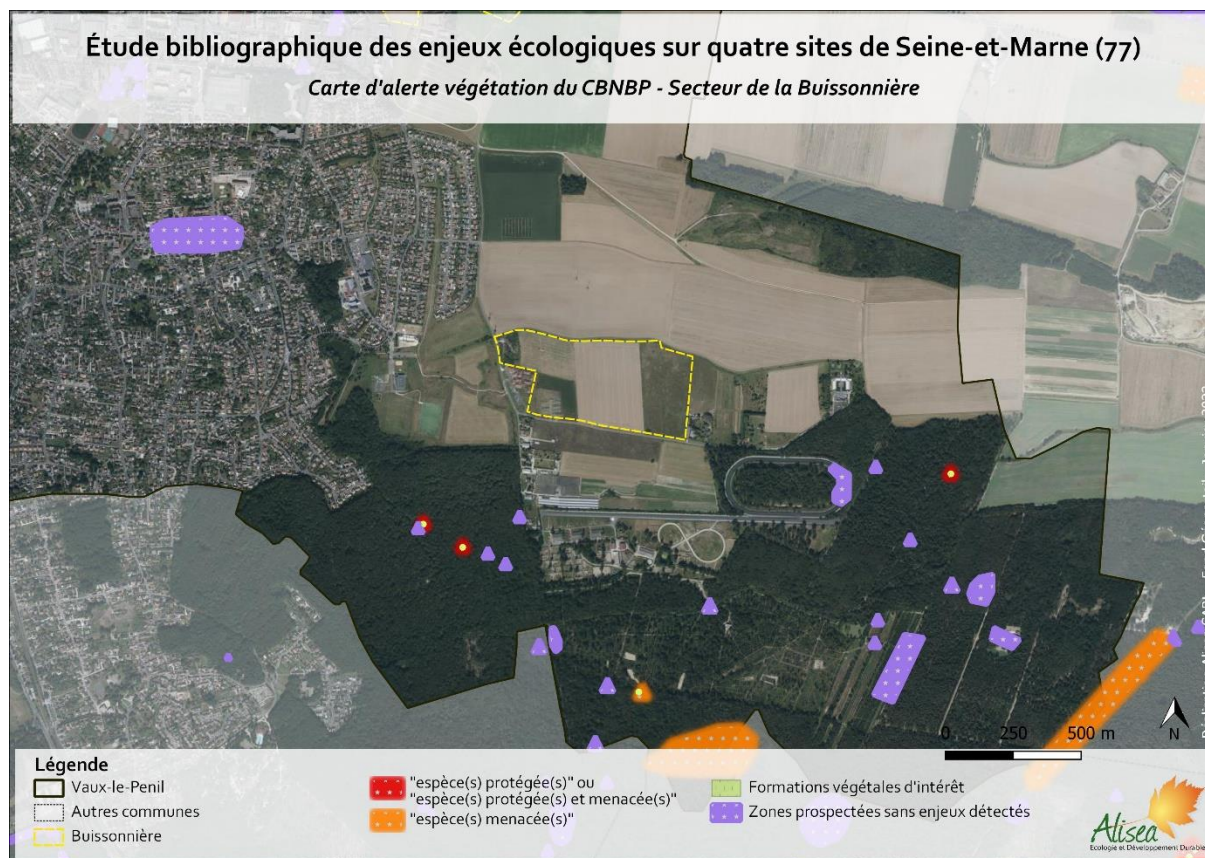 Étude bibliographique des enjeux écologiques sur quatre sites de Seine-et-Marne (77)
Carte d'alerte végétation du CBNBP - Secteur de la Buissonnière
0 250 500 m
N
Légende
Vaux-le-Penil
Autres communes
Buissonnière
"espèce(s) protégée(s)" ou
"espèce(s) protégée(s) et menacée(s)"
"espèce(s) menacée(s)"
Formations végétales d'intérêt
Zones prospectées sans enjeux détectés
Alisea
Ecologie et Développement Durable